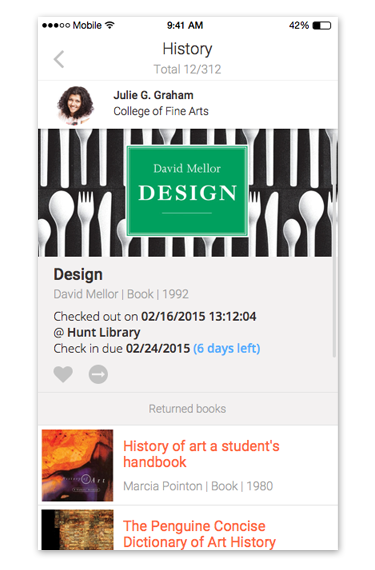 ●●●○○ Mobile 9:41 AM 42%
History
Total 12/312
Julie G. Graham
College of Fine Arts
David Mellor
DESIGN
Design
David Mellor | Book | 1992
Checked out on 02/16/2015 13:12:04
@ Hunt Library
Check in due 02/24/2015 (6 days left)
Returned books
History of art a student's
handbook
Marcia Pointon | Book | 1980
The Penguine Concise
Dictionary of Art History